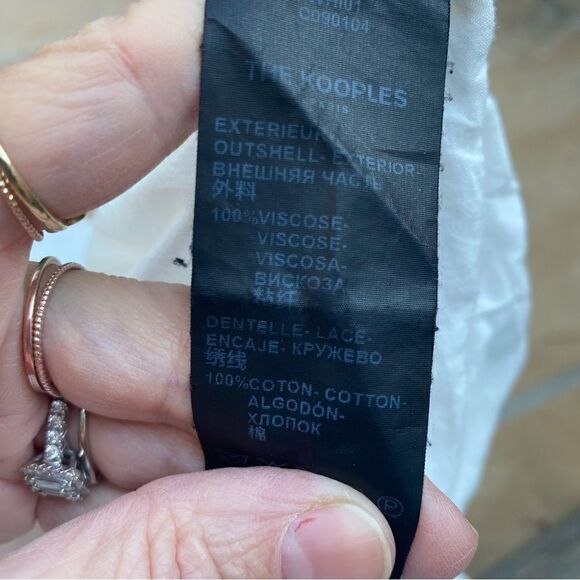 C090104
THE KOOPLES
PARIS
EXTERIEUR
OUTSHELL- EXTERIOR-
ВНЕШНЯЯ ЧАСТЬ
外料
100%VISCOSE-
VISCOSE-
VISCOSA-
ВИСКОЗА
粘纤
DENTELLE- LACE-
ENCAJE- КРУЖЕВО
绣线
100%COTON- COTTON-
ALGODÓN-
ХЛОПОК
棉
P